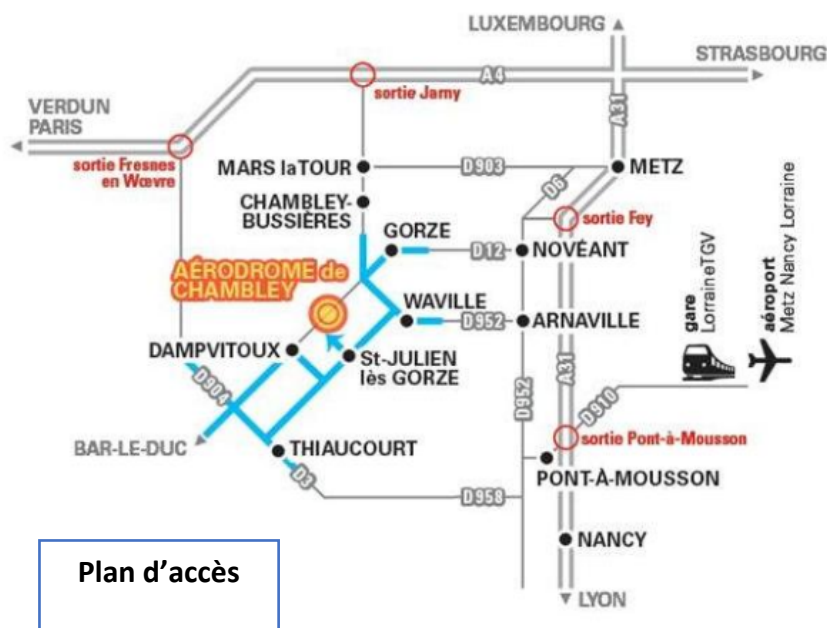 LUXEMBOURG
STRASBOURG
A4
A31
sortie Jarny
VERDUN
PARIS
sortie Fresnes
en Wœvre
MARS la TOUR
D903
METZ
D6
CHAMBLEY-
BUSSIÈRES
GORZE
sortie Fey
D12
NOVÉANT
AÉRODROME de
CHAMBLEY
WAVILLE
D952
ARNAVILLE
gare
Lorraine TGV
aéroport
Metz Nancy Lorraine
DAMPVITOUX
St-JULIEN
lès GORZE
D904
D952
A31
D910
BAR-LE-DUC
THIAUCOURT
sortie Pont-à-Mousson
PONT-À-MOUSSON
D3
D958
NANCY
LYON
Plan d'accès